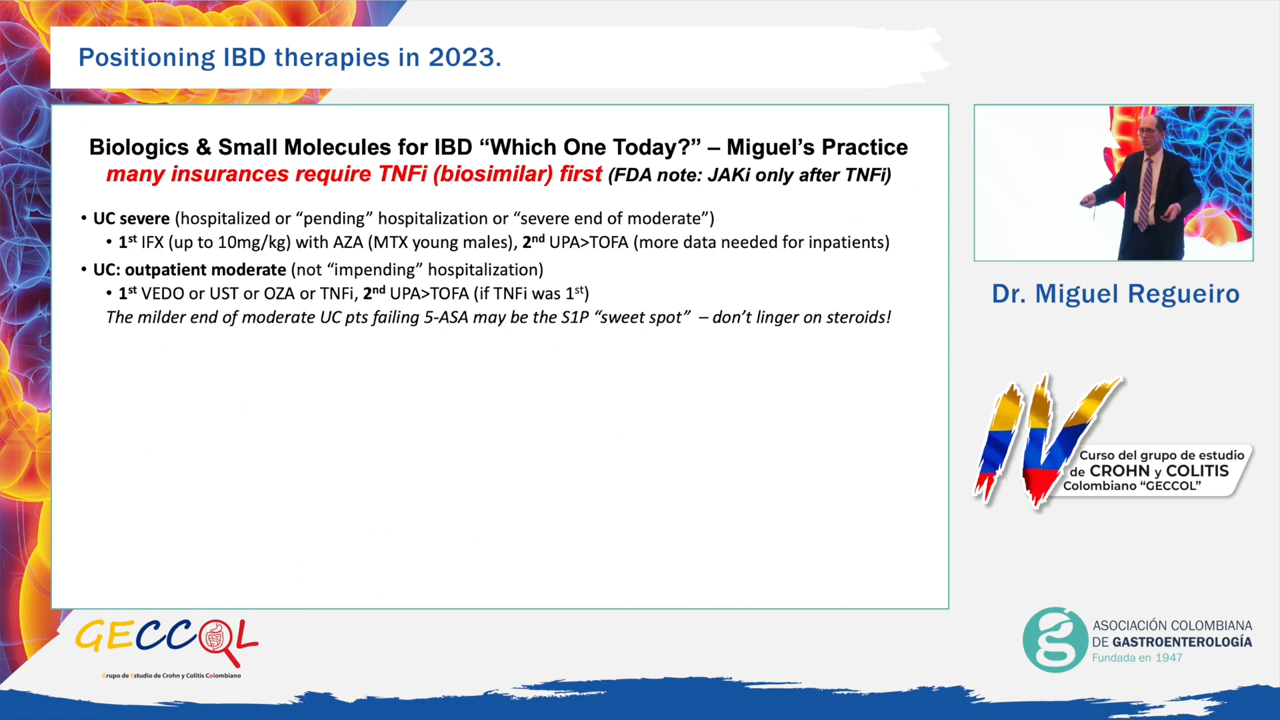 Positioning IBD therapies in 2023.
Biologics & Small Molecules for IBD “Which One Today?” – Miguel’s Practice
many insurances require TNFi (biosimilar) first (FDA note: JAKi only after TNFi)
• UC severe (hospitalized or “pending” hospitalization or “severe end of moderate”)
• 1st IFX (up to 10mg/kg) with AZA (MTX young males), 2nd UPA>TOFA (more data needed for inpatients)
• UC: outpatient moderate (not “impending” hospitalization)
• 1st VEDO or UST or OZA or TNFi, 2nd UPA>TOFA (if TNFi was 1st)
The milder end of moderate UC pts failing 5-ASA may be the S1P “sweet spot” – don’t linger on steroids!
Dr. Miguel Regueiro
IV
Curso del grupo de estudio
de CROHN y COLITIS
Colombiano “GECCOL”
GECCOL
Grupo de Estudio de Crohn y Colitis Colombiano
ASOCIACIÓN COLOMBIANA
DE GASTROENTEROLOGÍA
Fundada en 1947